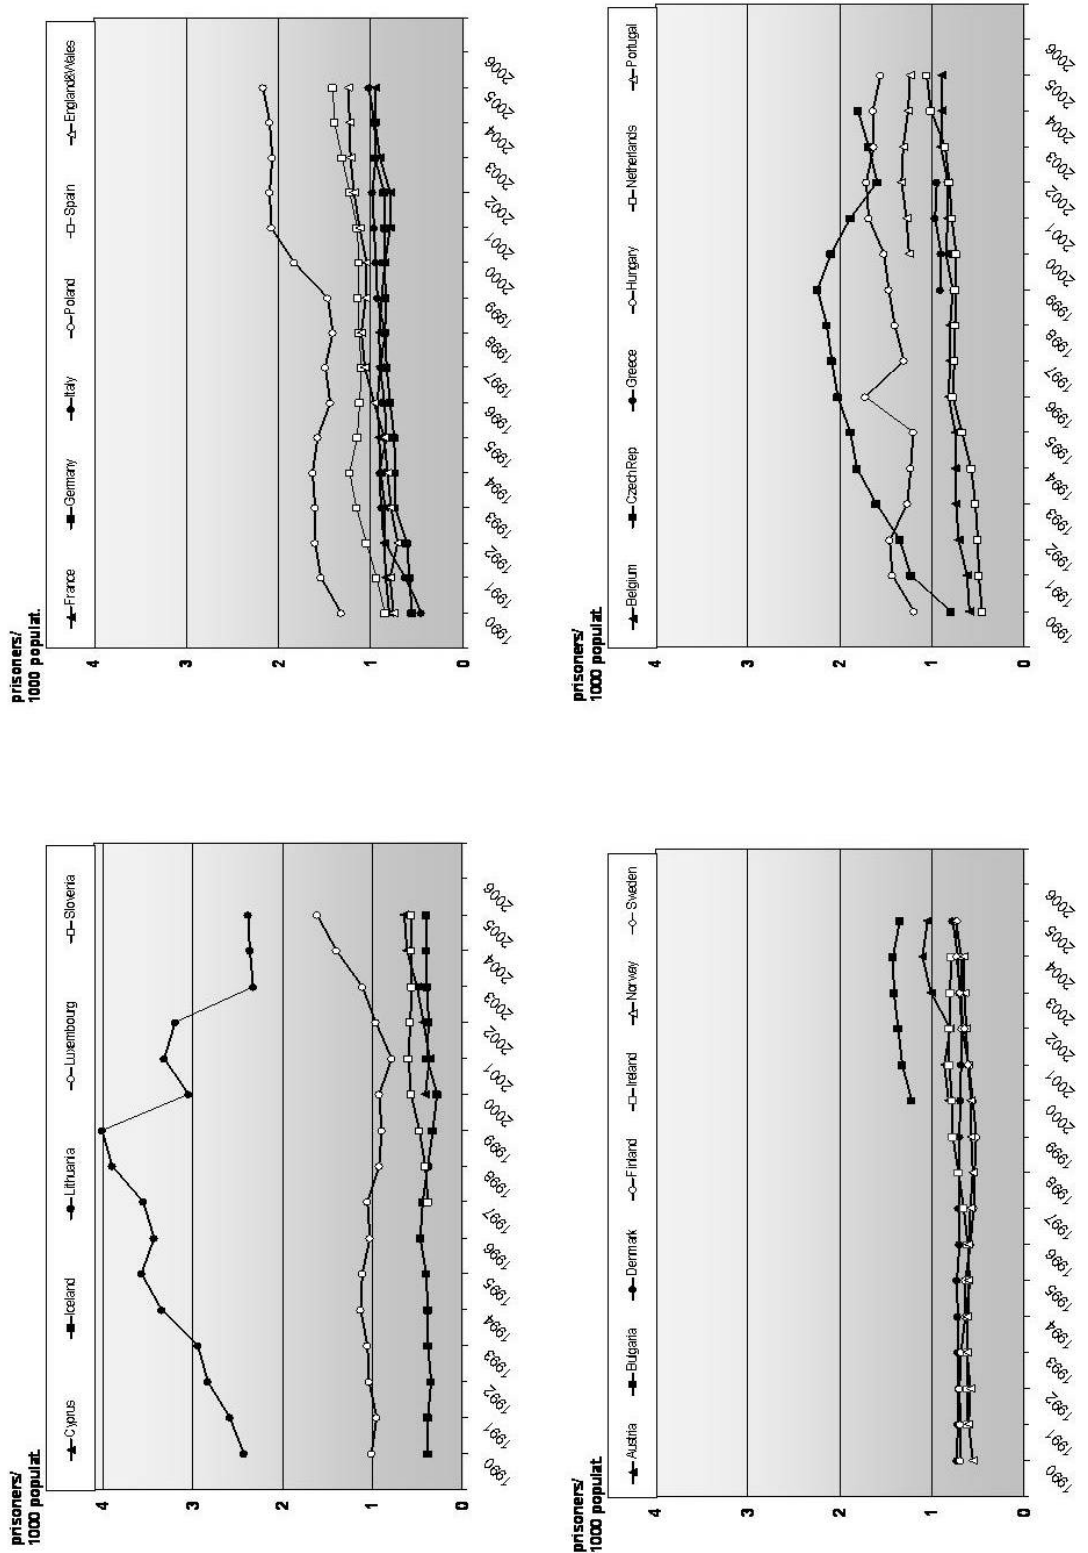 prisoners/
1000 populat.
Cyprus Iceland Lithuania Luxembourg Slovenia
4
3
2
1
0
1990 1991 1992 1993 1994 1995 1996 1997 1998 1999 2000 2001 2002 2003 2004 2005 2006
prisoners/
1000 populat.
France Germany Italy Poland Spain England&Wales
4
3
2
1
0
1990 1991 1992 1993 1994 1995 1996 1997 1998 1999 2000 2001 2002 2003 2004 2005 2006
prisoners/
1000 populat.
Austria Bulgaria Denmark Finland Ireland Norway Sweden
4
3
2
1
0
1990 1991 1992 1993 1994 1995 1996 1997 1998 1999 2000 2001 2002 2003 2004 2005 2006
prisoners/
1000 populat.
Belgium Czech Rep Greece Hungary Netherlands Portugal
4
3
2
1
0
1990 1991 1992 1993 1994 1995 1996 1997 1998 1999 2000 2001 2002 2003 2004 2005 2006